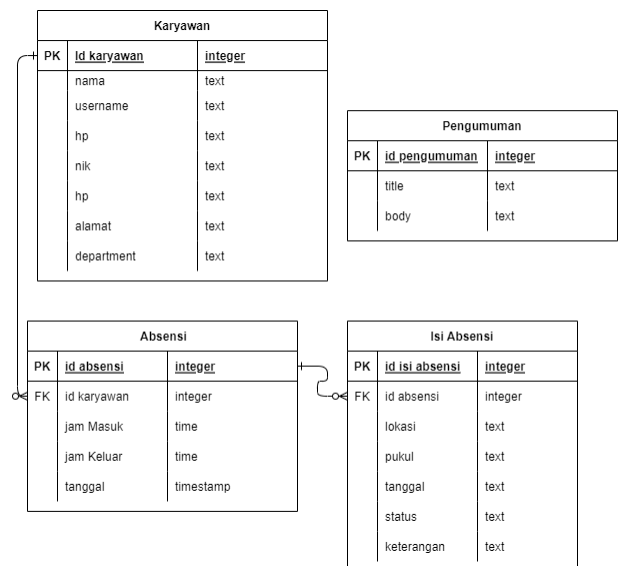 Karyawan
PK Id karyawan integer
nama text
username text
hp text
nik text
hp text
alamat text
department text
Pengumuman
PK id pengumuman integer
title text
body text
Absensi
PK id absensi integer
FK id karyawan integer
jam Masuk time
jam Keluar time
tanggal timestamp
Isi Absensi
PK id isi absensi integer
FK id absensi integer
lokasi text
pukul text
tanggal text
status text
keterangan text